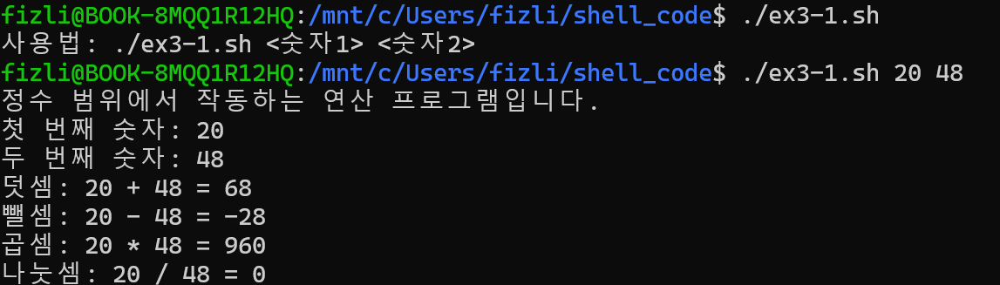 fizli@BOOK-8MQQ1R12HQ:/mnt/c/Users/fizli/shell_code$ ./ex3-1.sh
사용법: ./ex3-1.sh <숫자1> <숫자2>
fizli@BOOK-8MQQ1R12HQ:/mnt/c/Users/fizli/shell_code$ ./ex3-1.sh 20 48
정수 범위에서 작동하는 연산 프로그램입니다.
첫 번째 숫자: 20
두 번째 숫자: 48
덧셈: 20 + 48 = 68
뺄셈: 20 - 48 = -28
곱셈: 20 * 48 = 960
나눗셈: 20 / 48 = 0